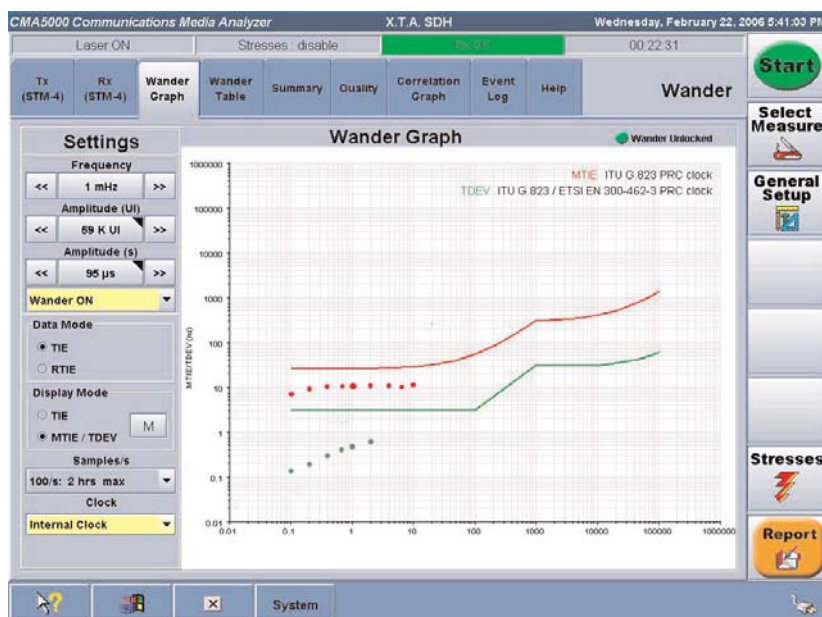 CMA5000 Communications Media Analyzer X.T.A. SDH Wednesday, February 22, 2006 5:41:03 PM
Laser ON Stresses : disable 00:22:31
Tx (STM-4)
Rx (STM-4)
Wander Graph
Wander Table
Summary
Quality
Correlation Graph
Event Log
Help
Wander
Start
Select Measure
General Setup
Stresses
Report
Settings
Frequency
<< 1 mHz >>
Amplitude (UI)
<< 59 K UI >>
Amplitude (s)
<< 95 µs >>
Wander ON
Data Mode
TIE
RTIE
Display Mode
TIE
MTIE / TDEV M
Samples/s
100/s: 2 hrs max
Clock
Internal Clock
Wander Graph
Wander Unlocked
MTIE ITU G.823 PRC clock
TDEV ITU G.823 / ETSI EN 300-462-3 PRC clock
MTIE/TDEV (ns)
1000000
100000
10000
1000
100
10
1
0.1
0.01
0.01 0.1 1 10 100 1000 10000 100000 1000000
System